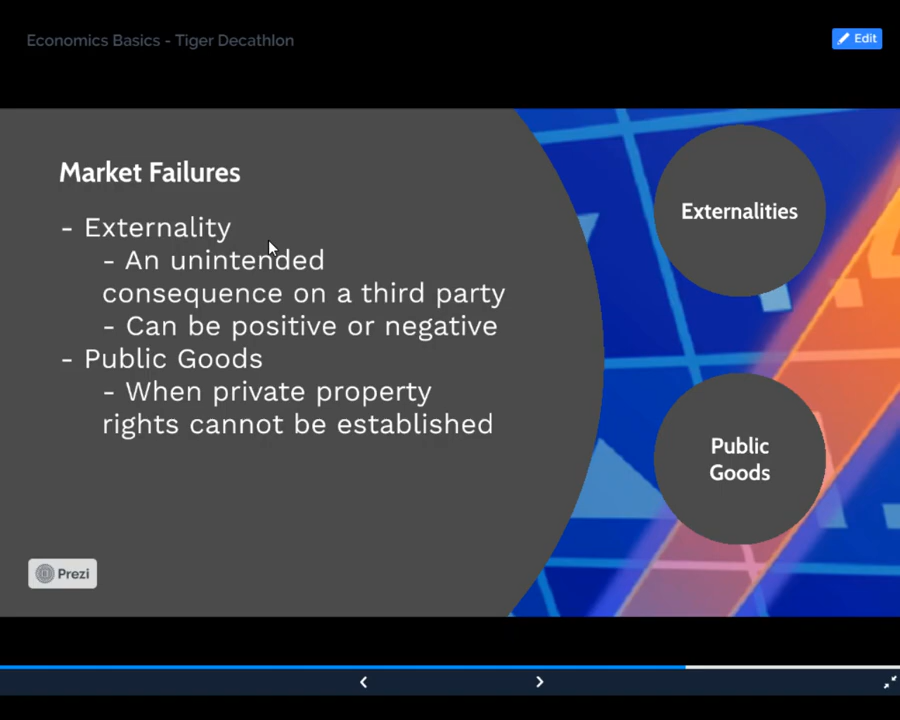 Economics Basics - Tiger Decathlon
Edit
Market Failures
- Externality
- An unintended
consequence on a third party
- Can be positive or negative
- Public Goods
- When private property
rights cannot be established
Externalities
Public
Goods
Prezi